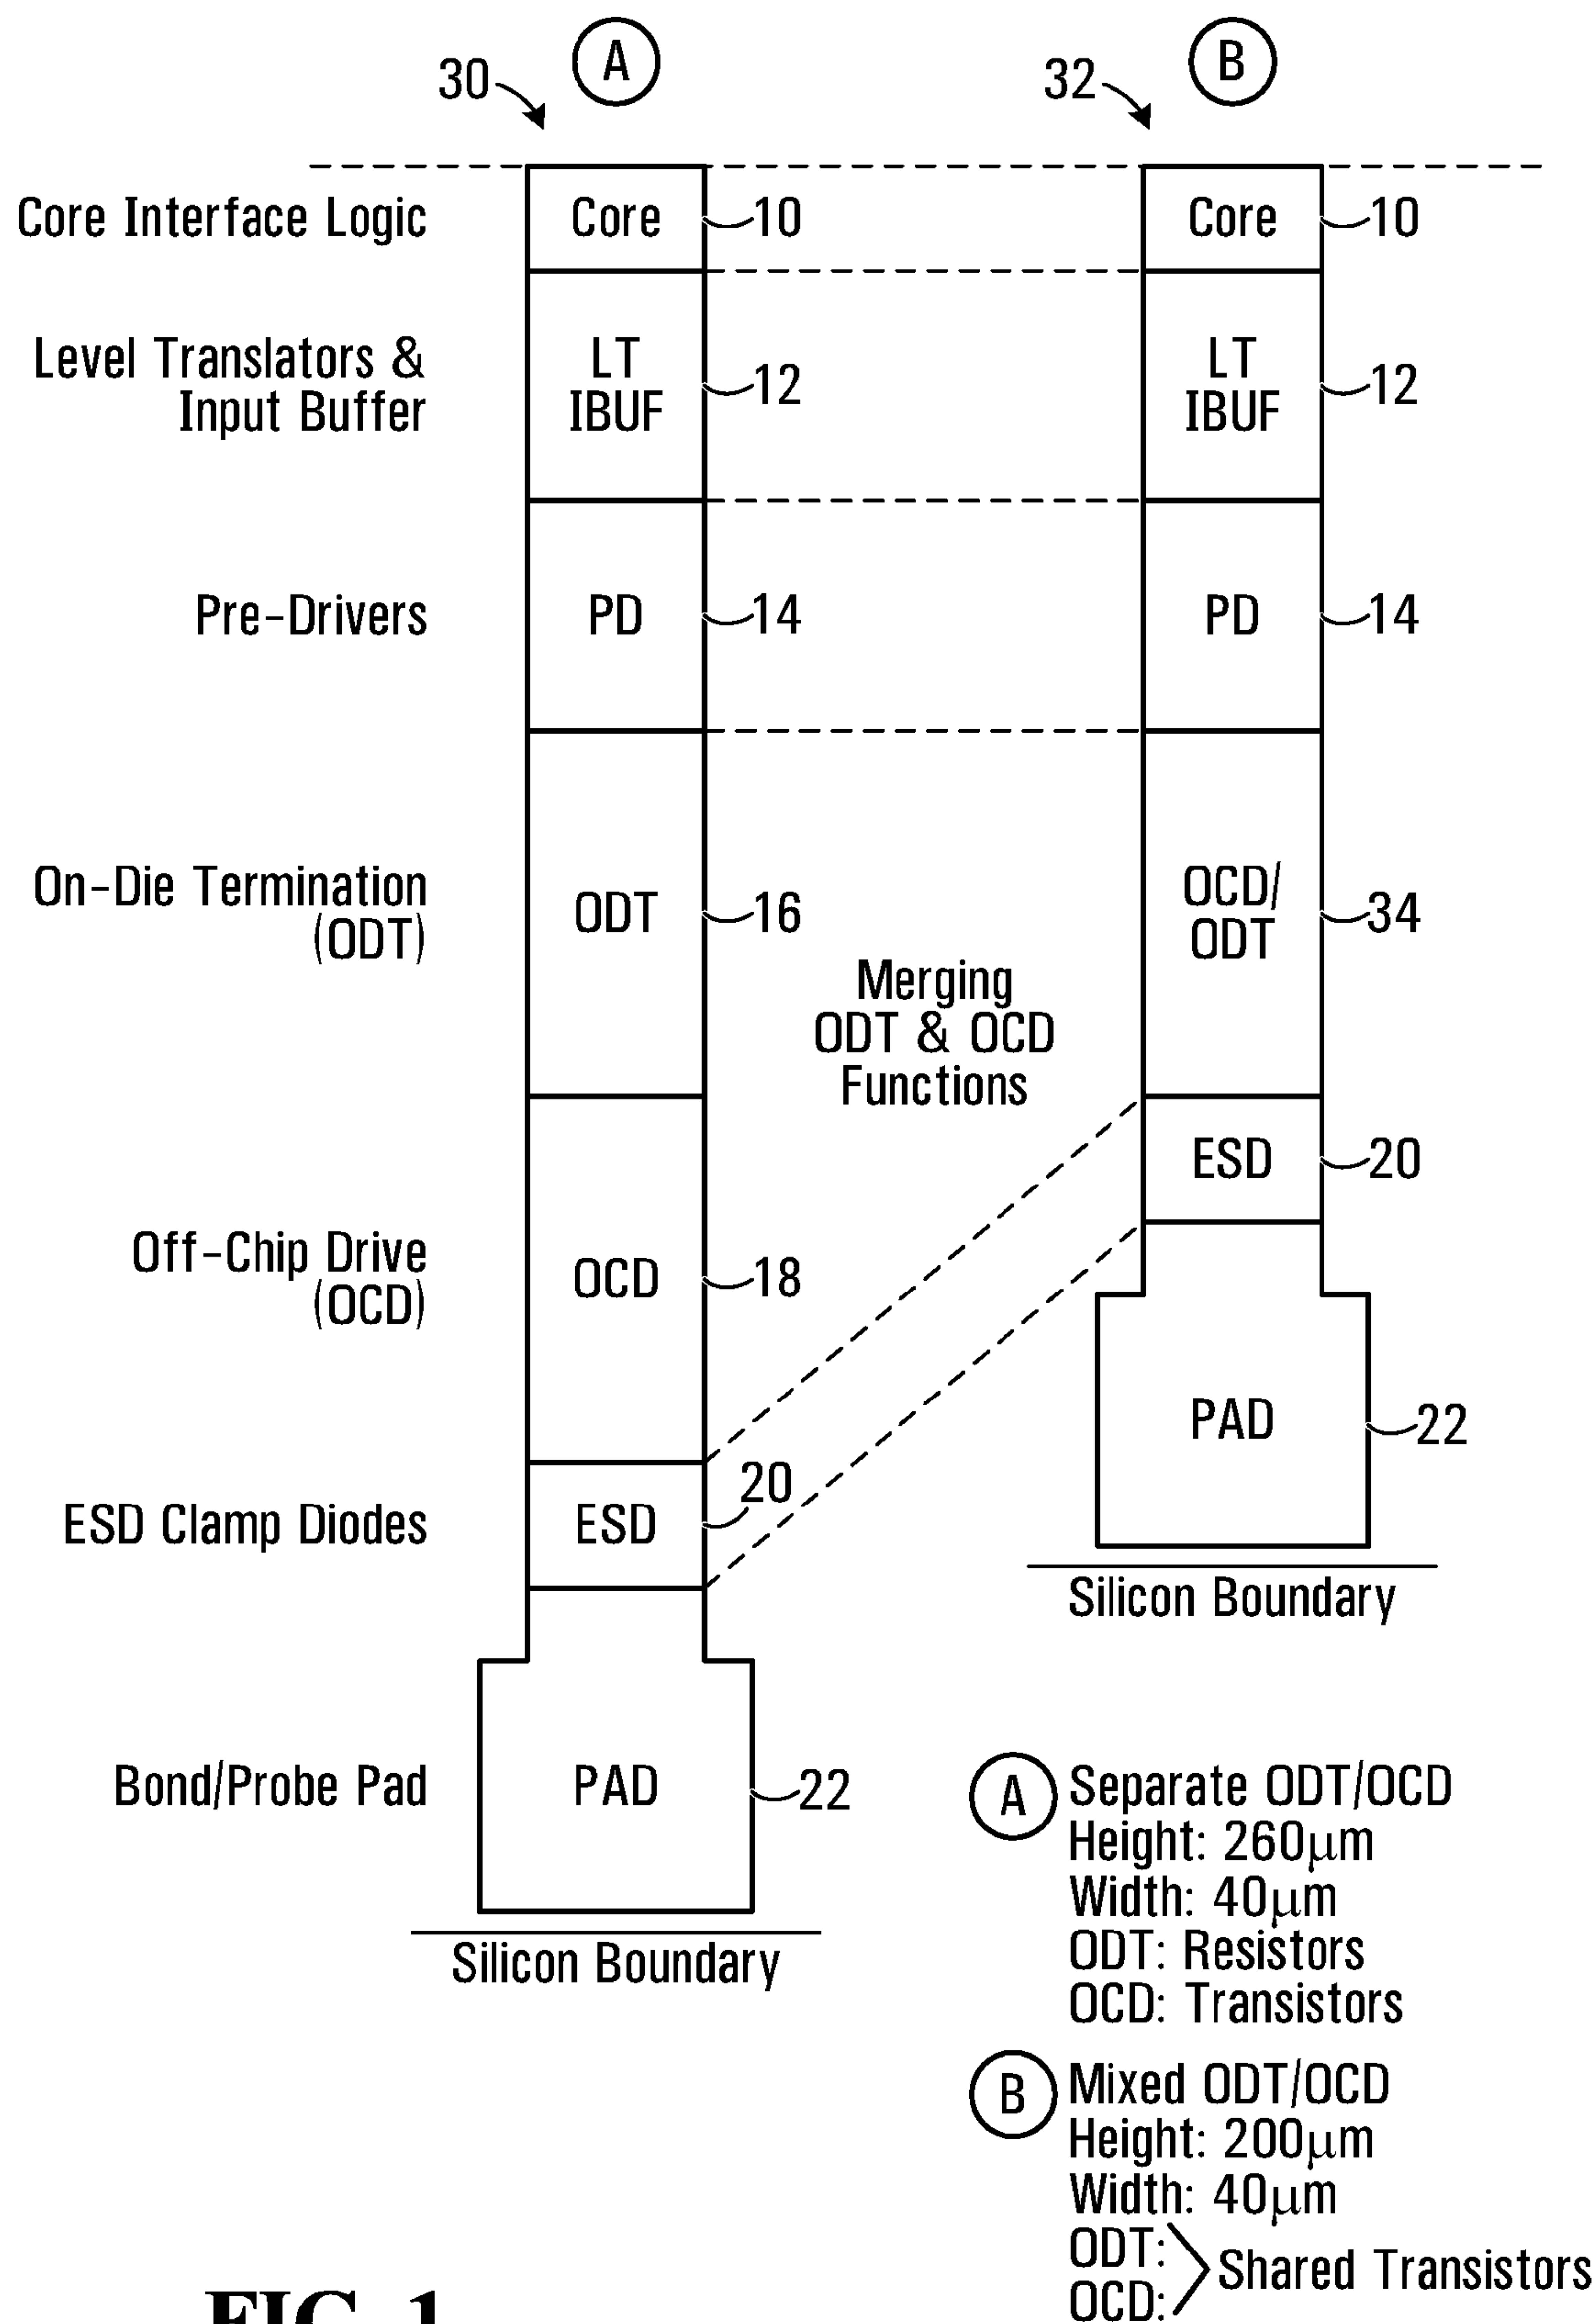 A
B
30
32
Core Interface Logic
Core
10
Core
10
Level Translators &
Input Buffer
LT
IBUF
12
LT
IBUF
12
Pre-Drivers
PD
14
PD
14
On-Die Termination
(ODT)
ODT
16
OCD/
ODT
34
Merging
ODT & OCD
Functions
ESD
20
Off-Chip Drive
(OCD)
OCD
18
PAD
22
Silicon Boundary
ESD Clamp Diodes
ESD
20
Bond/Probe Pad
PAD
22
Silicon Boundary
A Separate ODT/OCD
Height: 260μm
Width: 40μm
ODT: Resistors
OCD: Transistors
B Mixed ODT/OCD
Height: 200μm
Width: 40μm
ODT:
OCD:
Shared Transistors
FIG. 1